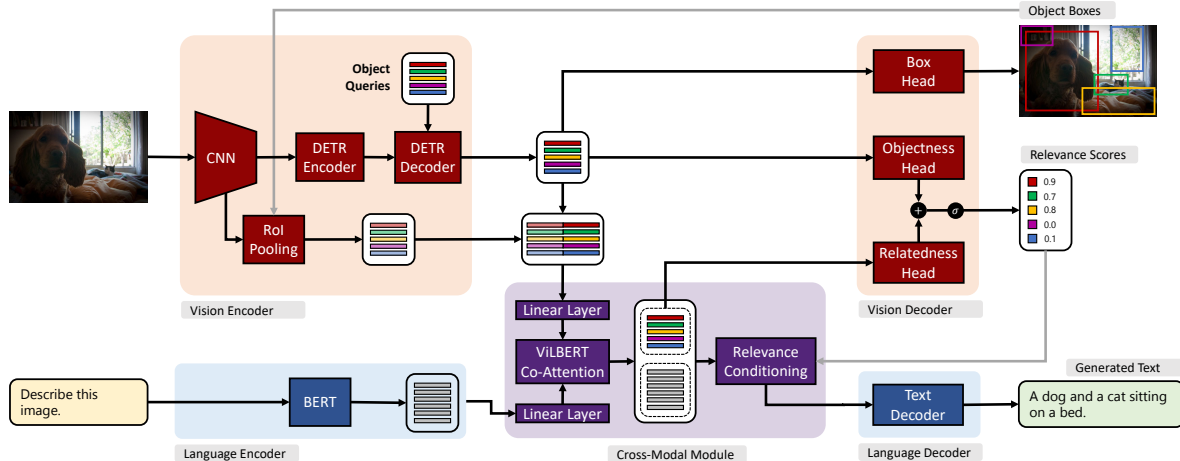 Object Boxes
Object
Queries
Box
Head
CNN
DETR
Encoder
DETR
Decoder
Objectness
Head
Relevance Scores
0.9
0.7
0.8
0.0
0.1
+
σ
RoI
Pooling
Relatedness
Head
Vision Encoder
Vision Decoder
Linear Layer
ViLBERT
Co-Attention
Relevance
Conditioning
Linear Layer
Cross-Modal Module
Describe this
image.
BERT
Language Encoder
Text
Decoder
Language Decoder
Generated Text
A dog and a cat sitting
on a bed.